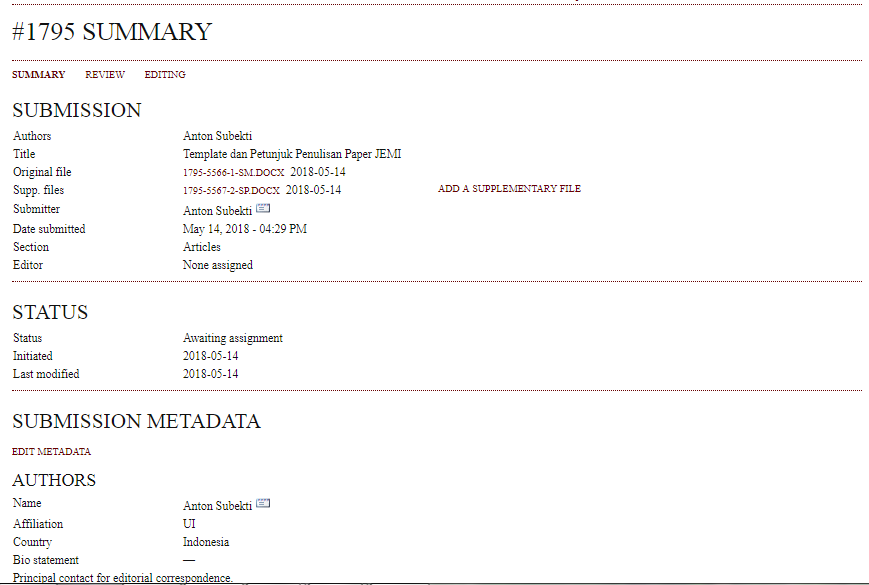 #1795 SUMMARY
SUMMARY REVIEW EDITING
SUBMISSION
Authors Anton Subekti
Title Template dan Petunjuk Penulisan Paper JEMI
Original file 1795-5566-1-SM.DOCX 2018-05-14
Supp. files 1795-5567-2-SP.DOCX 2018-05-14 ADD A SUPPLEMENTARY FILE
Submitter Anton Subekti
Date submitted May 14, 2018 - 04:29 PM
Section Articles
Editor None assigned
STATUS
Status Awaiting assignment
Initiated 2018-05-14
Last modified 2018-05-14
SUBMISSION METADATA
EDIT METADATA
AUTHORS
Name Anton Subekti
Affiliation UI
Country Indonesia
Bio statement —
Principal contact for editorial correspondence.